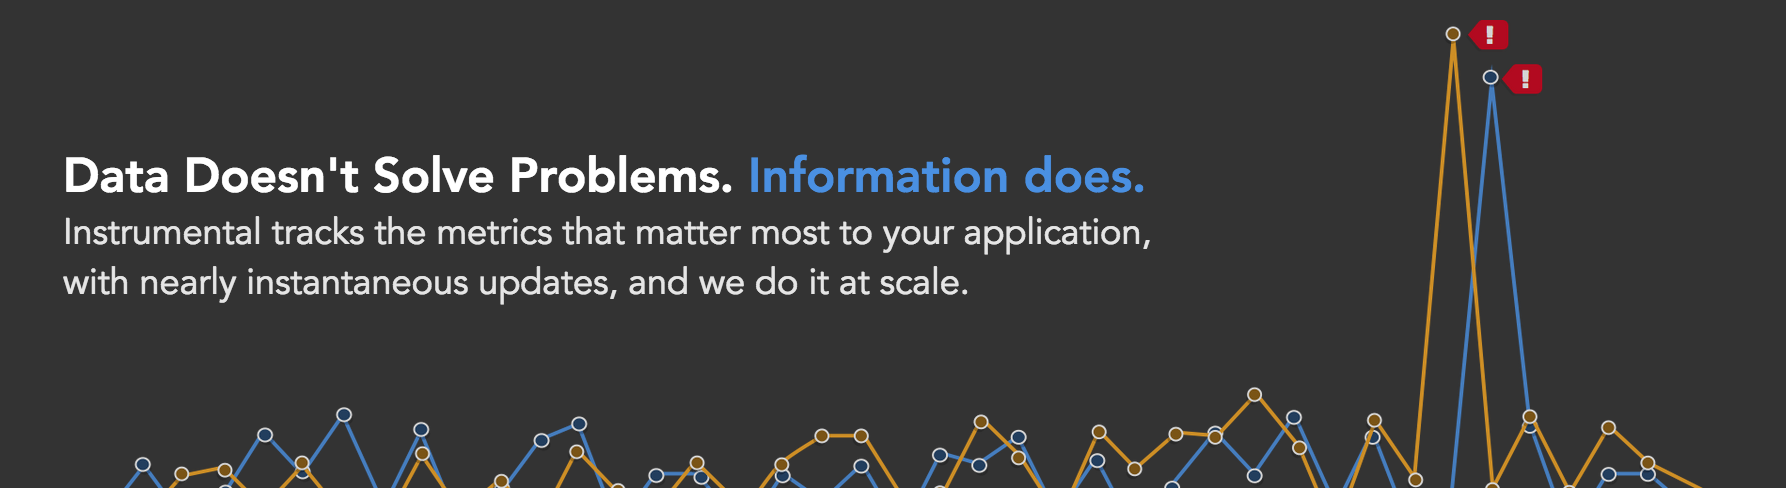 Data Doesn't Solve Problems. Information does.
Instrumental tracks the metrics that matter most to your application,
with nearly instantaneous updates, and we do it at scale.
!
!